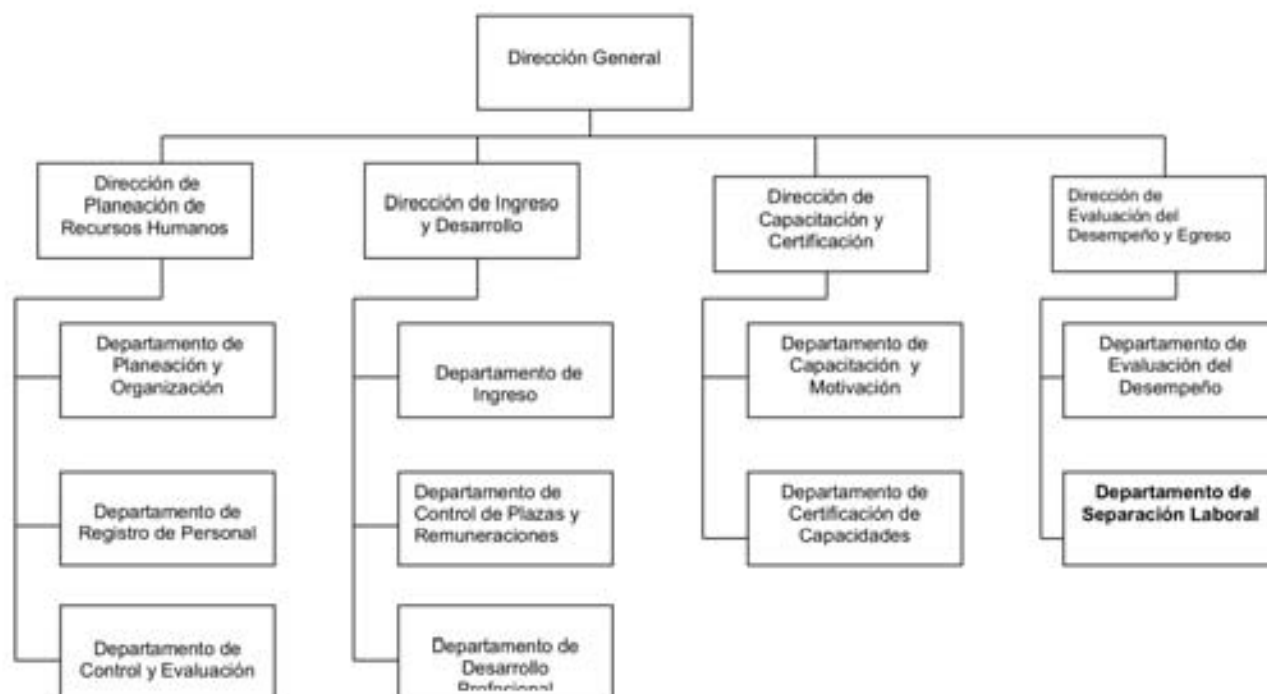 Dirección General
Dirección de
Planeación de
Recursos Humanos
Dirección de Ingreso
y Desarrollo
Dirección de
Capacitación y
Certificación
Dirección de
Evaluación del
Desempeño y Egreso
Departamento de
Planeación y
Organización
Departamento de
Ingreso
Departamento de
Capacitación y
Motivación
Departamento de
Evaluación del
Desempeño
Departamento de
Registro de Personal
Departamento de
Control de Plazas y
Remuneraciones
Departamento de
Certificación de
Capacidades
Departamento de
Separación Laboral
Departamento de
Control y Evaluación
Departamento de
Desarrollo